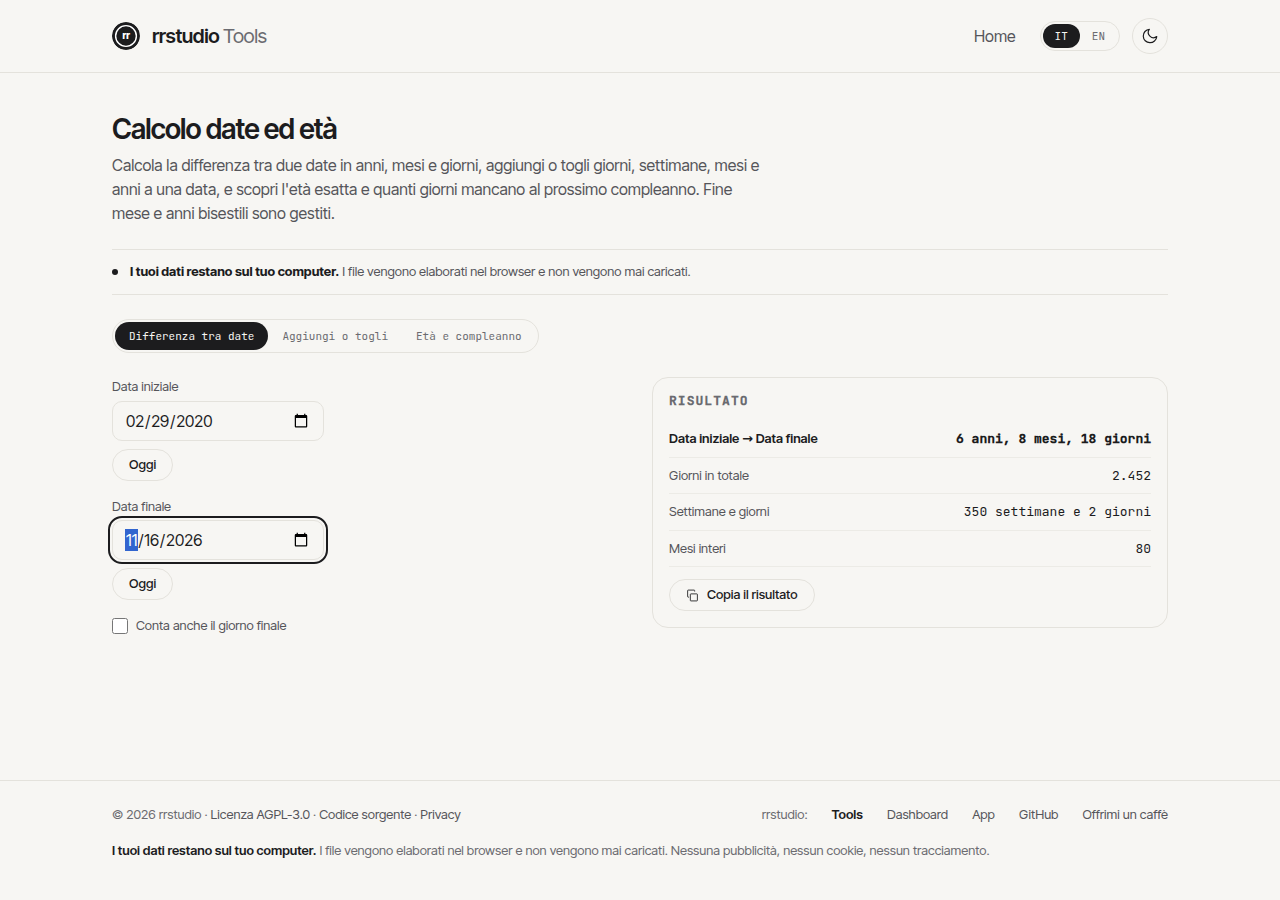 rr rrstudio Tools
Home
IT EN
Calcolo date ed età
Calcola la differenza tra due date in anni, mesi e giorni, aggiungi o togli giorni, settimane, mesi e
anni a una data, e scopri l'età esatta e quanti giorni mancano al prossimo compleanno. Fine
mese e anni bisestili sono gestiti.
I tuoi dati restano sul tuo computer. I file vengono elaborati nel browser e non vengono mai caricati.
Differenza tra date Aggiungi o togli Età e compleanno
Data iniziale
02/29/2020
Oggi
Data finale
11/16/2026
Oggi
Conta anche il giorno finale
RISULTATO
Data iniziale → Data finale 6 anni, 8 mesi, 18 giorni
Giorni in totale 2.452
Settimane e giorni 350 settimane e 2 giorni
Mesi interi 80
Copia il risultato
© 2026 rrstudio · Licenza AGPL-3.0 · Codice sorgente · Privacy
rrstudio: Tools Dashboard App GitHub Offrimi un caffè
I tuoi dati restano sul tuo computer. I file vengono elaborati nel browser e non vengono mai caricati. Nessuna pubblicità, nessun cookie, nessun tracciamento.